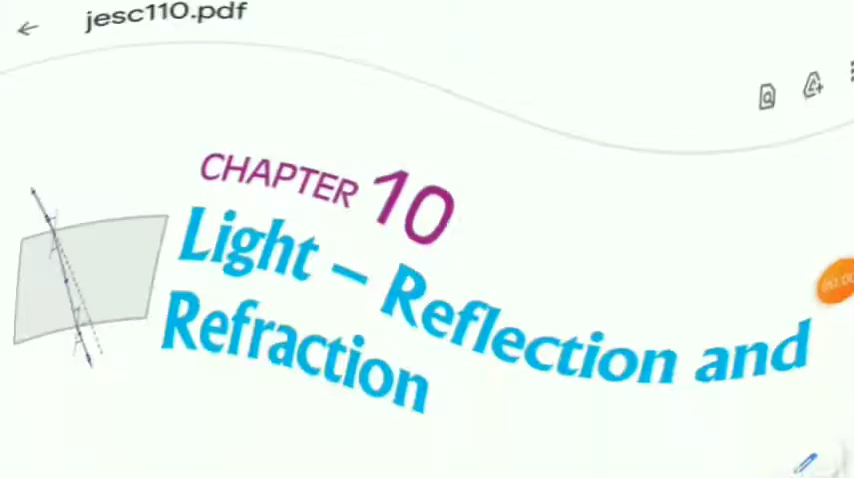 jesc110.pdf
CHAPTER 10
Light – Reflection and
Refraction